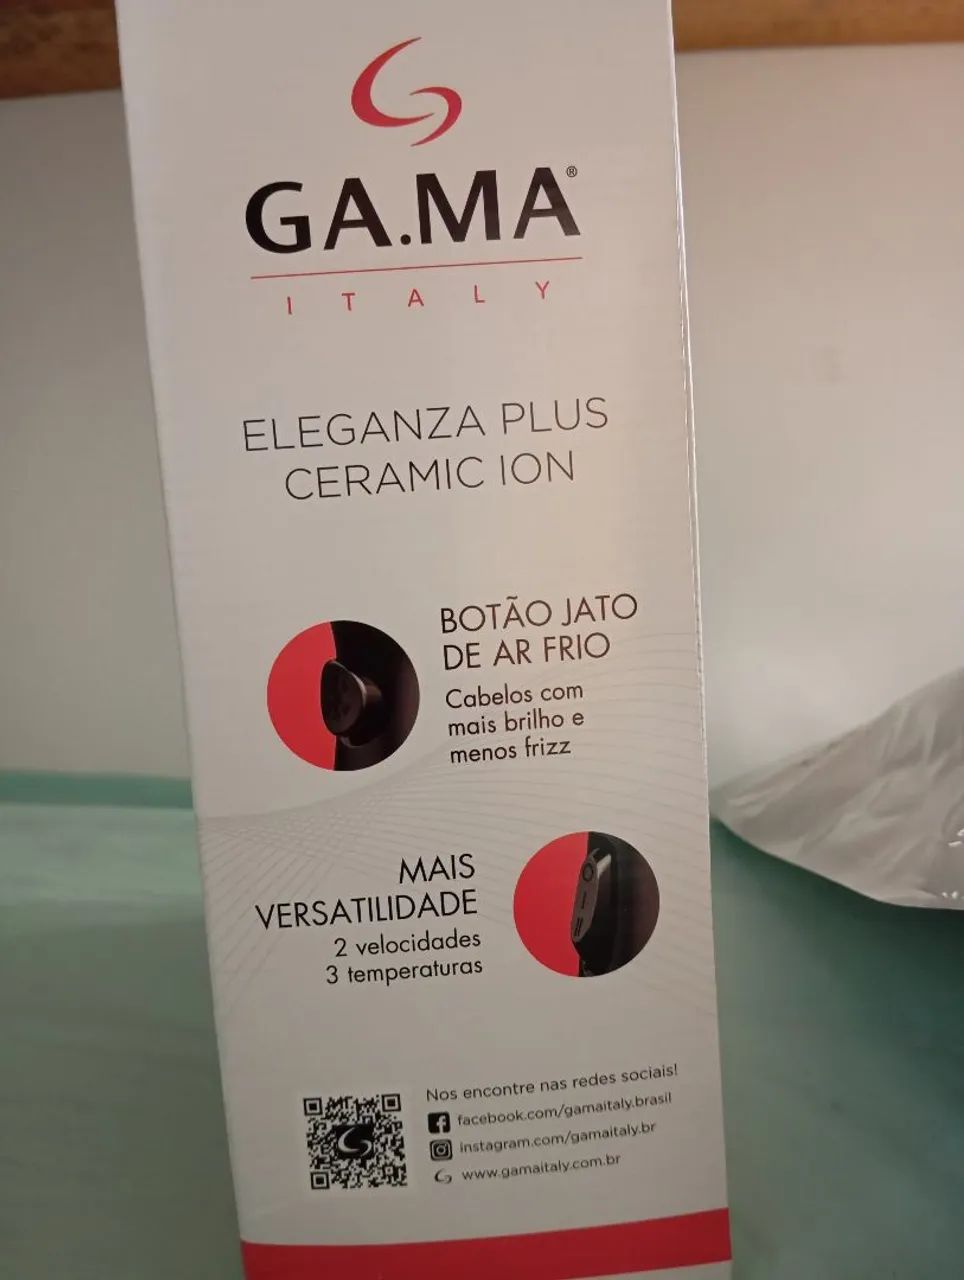 GA.MA®
ITALY
ELEGANZA PLUS
CERAMIC ION
BOTÃO JATO
DE AR FRIO
Cabelos com
mais brilho e
menos frizz
MAIS
VERSATILIDADE
2 velocidades
3 temperaturas
Nos encontre nas redes sociais!
facebook.com/gamaitaly.brasil
instagram.com/gamaitaly.br
www.gamaitaly.com.br